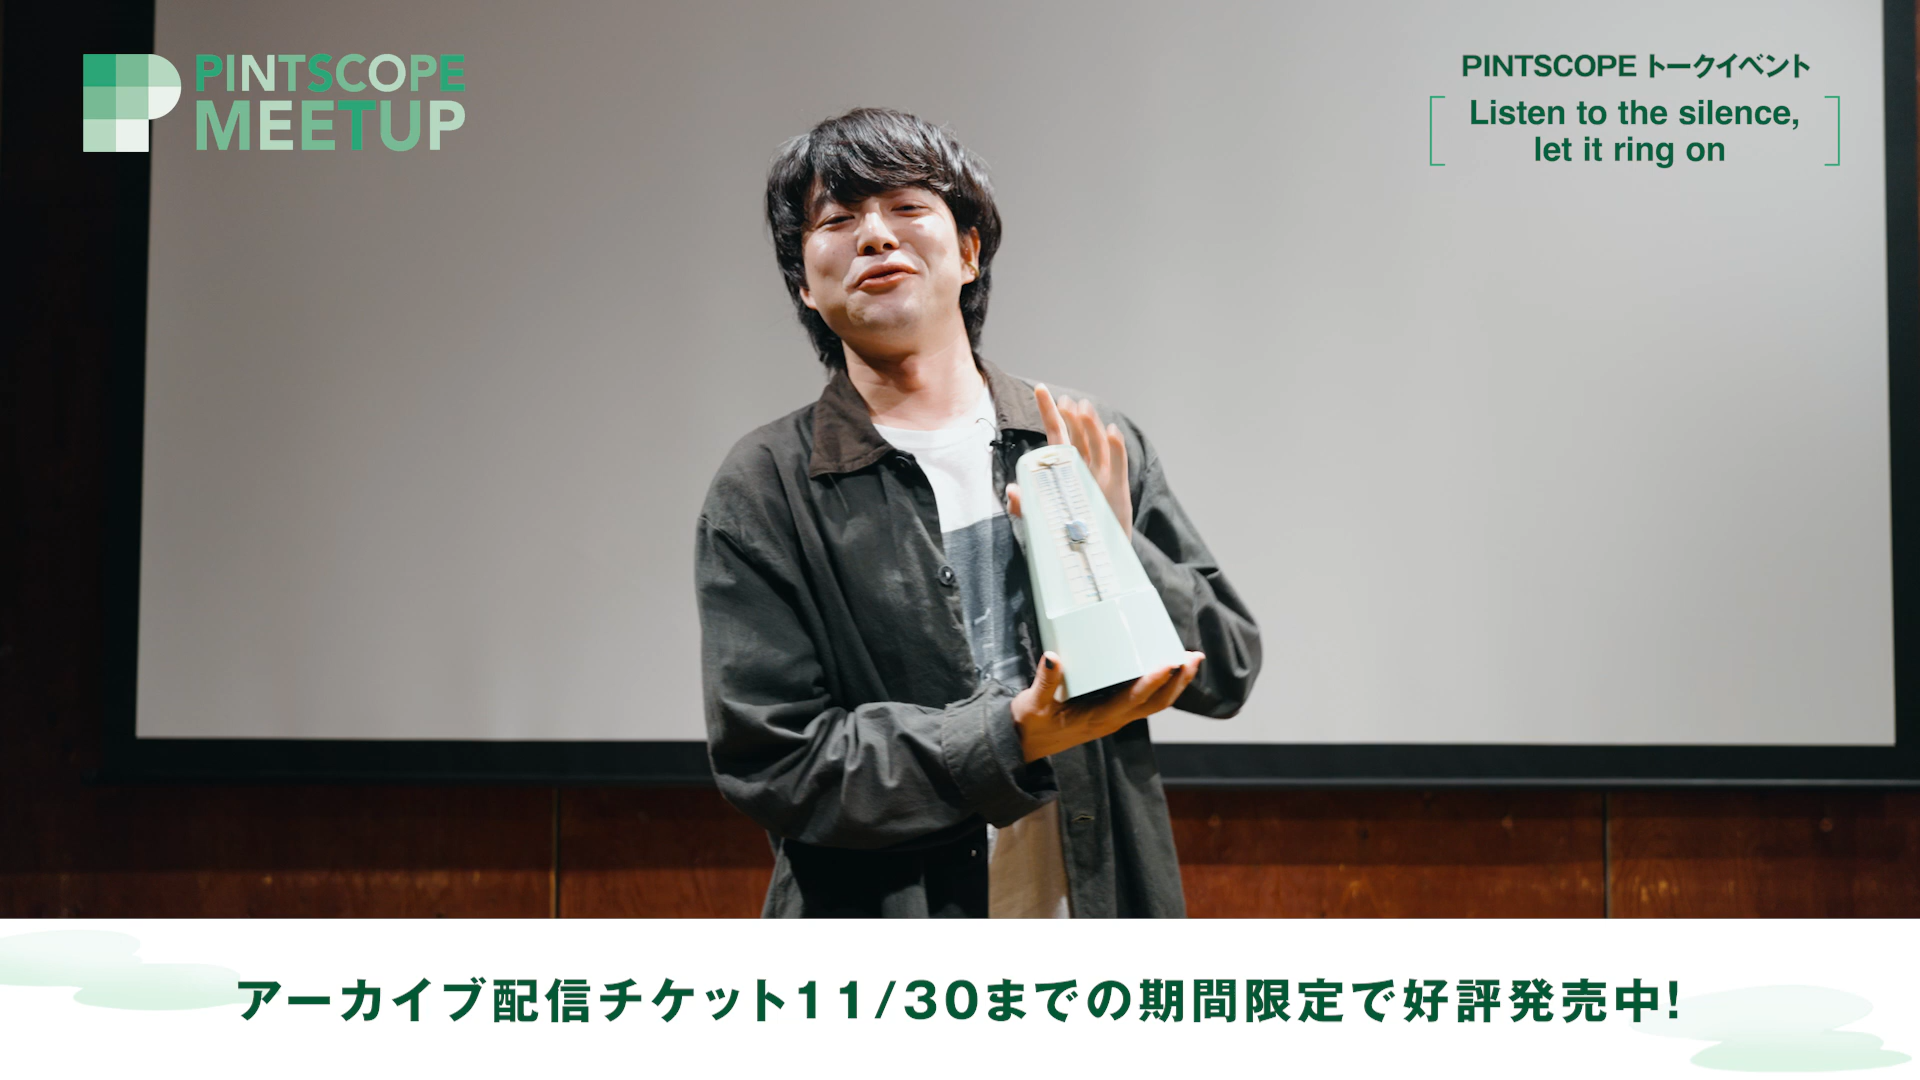 PINTSCOPE
MEETUP
PINTSCOPE トークイベント
Listen to the silence,
let it ring on
アーカイブ配信チケット11/30までの期間限定で好評発売中!